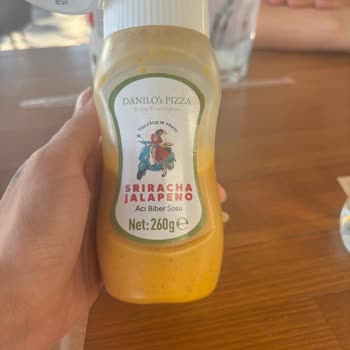 DANILO's PIZZA
SRIRACHA
JALAPENO
Acı Biber Sosu
Net: 260g e